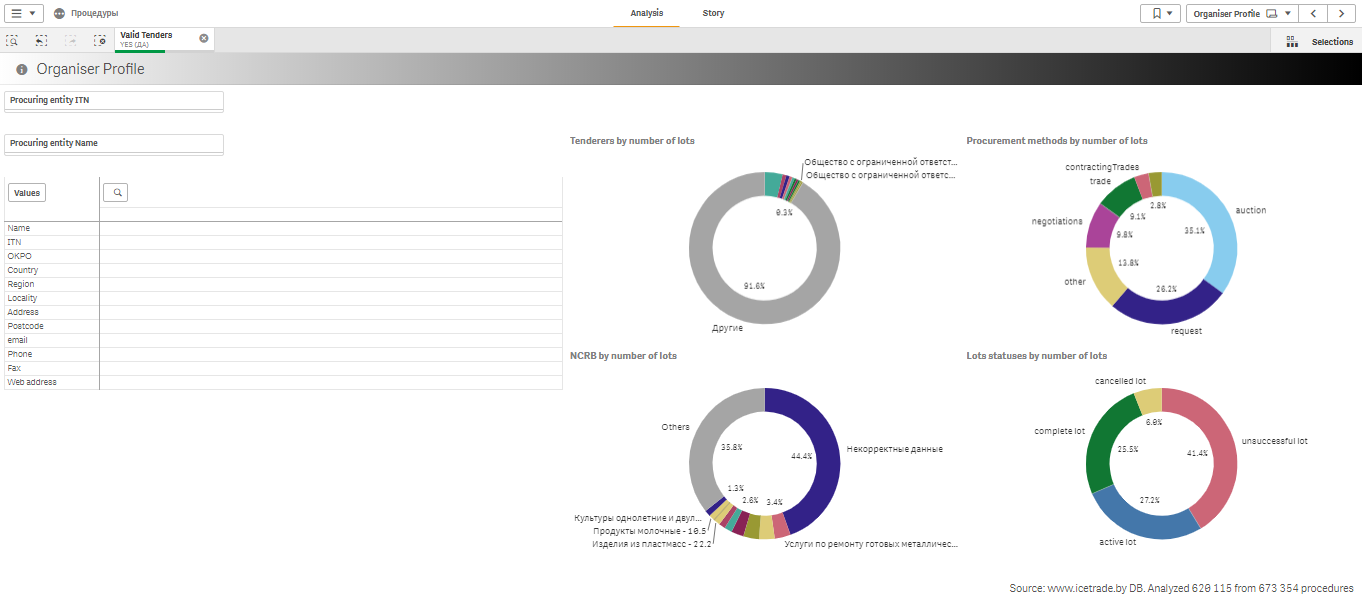 Процедуры
Analysis
Story
Organiser Profile
Valid Tenders
YES (ДА)
Selections
Organiser Profile
Procuring entity ITN
Procuring entity Name
Values
Name
ITN
OKPO
Country
Region
Locality
Address
Postcode
email
Phone
Fax
Web address
Tenderers by number of lots
Общество с ограниченной ответст...
Общество с ограниченной ответс...
0.3%
91.6%
Другие
Procurement methods by number of lots
contractingTrades
trade
negotiations
other
request
auction
2.8%
9.1%
9.8%
13.8%
26.2%
35.1%
NCRB by number of lots
Others
35.8%
44.4%
Некорректные данные
1.3%
2.6%
3.4%
Культуры однолетние и двул...
Продукты молочные - 10.5
Изделия из пластмасс - 22.2
Услуги по ремонту готовых металличес...
Lots statuses by number of lots
cancelled lot
complete lot
unsuccessful lot
active lot
6.0%
25.5%
41.4%
27.2%
Source: www.icetrade.by DB. Analyzed 620 115 from 673 354 procedures